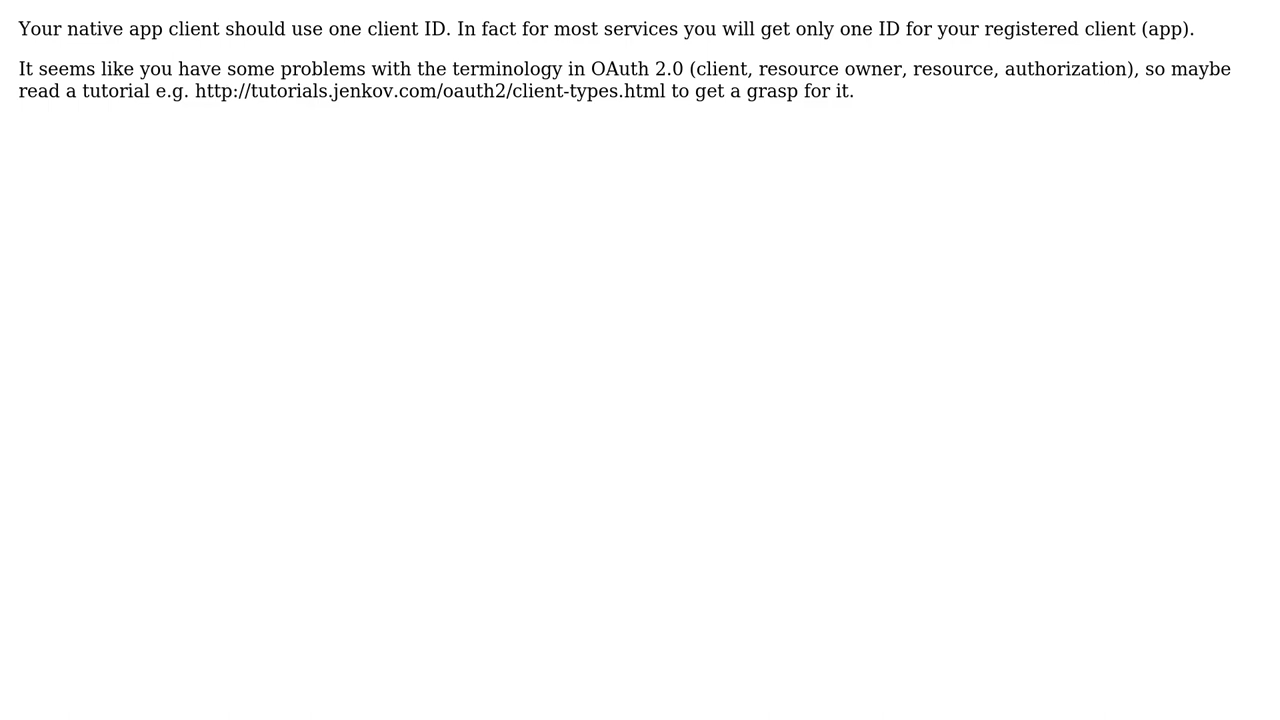 Your native app client should use one client ID. In fact for most services you will get only one ID for your registered client (app).
It seems like you have some problems with the terminology in OAuth 2.0 (client, resource owner, resource, authorization), so maybe
read a tutorial e.g. http://tutorials.jenkov.com/oauth2/client-types.html to get a grasp for it.